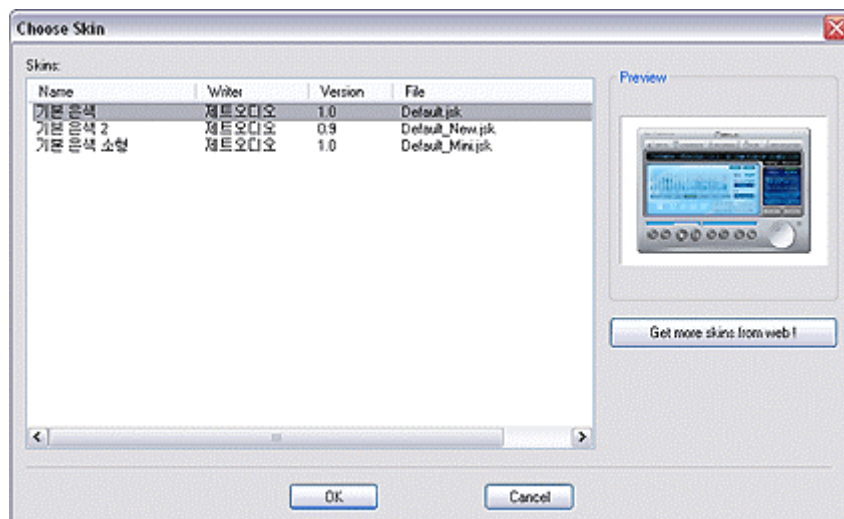 Choose Skin
Skins:
Name Writer Version File
기본 은색 제트오디오 1.0 Default.jsk
기본 은색 2 제트오디오 0.9 Default_New.jsk
기본 은색 소형 제트오디오 1.0 Default_Mini.jsk
Preview
Get more skins from web !
OK
Cancel